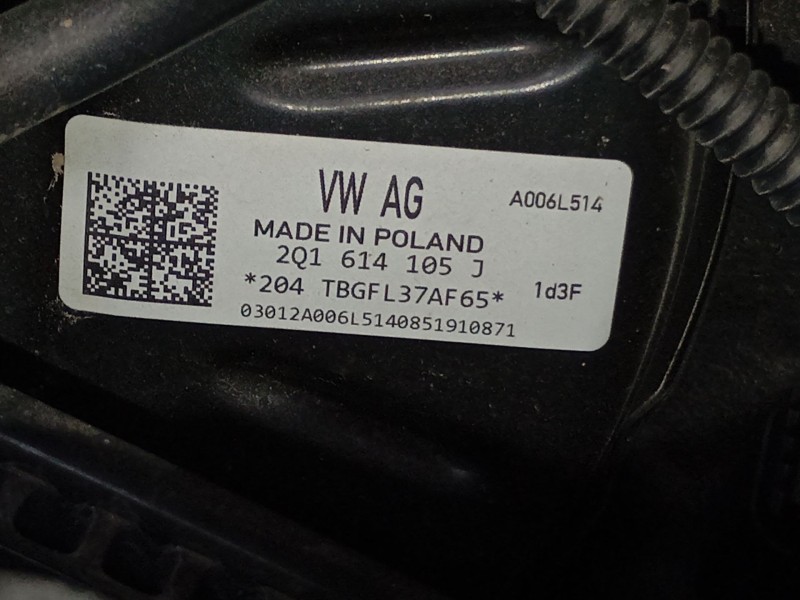 VW AG
A006L514
MADE IN POLAND
2Q1 614 105 J
*204 TBGFL37AF65*
1d3F
03012A006L5140851910871